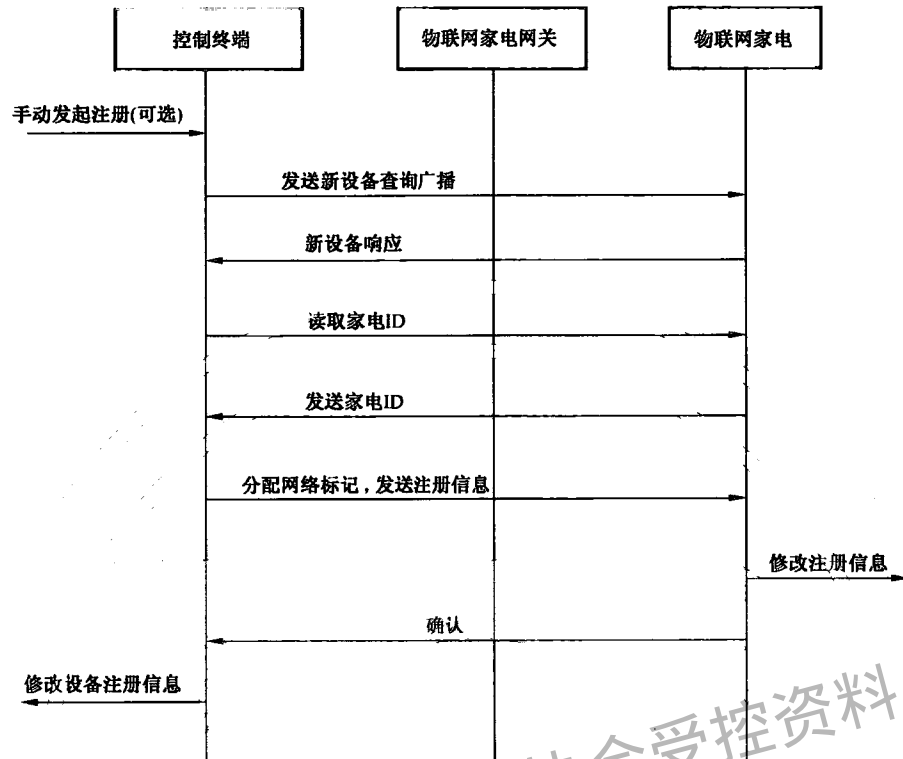 控制终端
物联网家电网关
物联网家电
手动发起注册(可选)
发送新设备查询广播
新设备响应
读取家电ID
发送家电ID
分配网络标记,发送注册信息
修改注册信息
确认
修改设备注册信息
受控资料